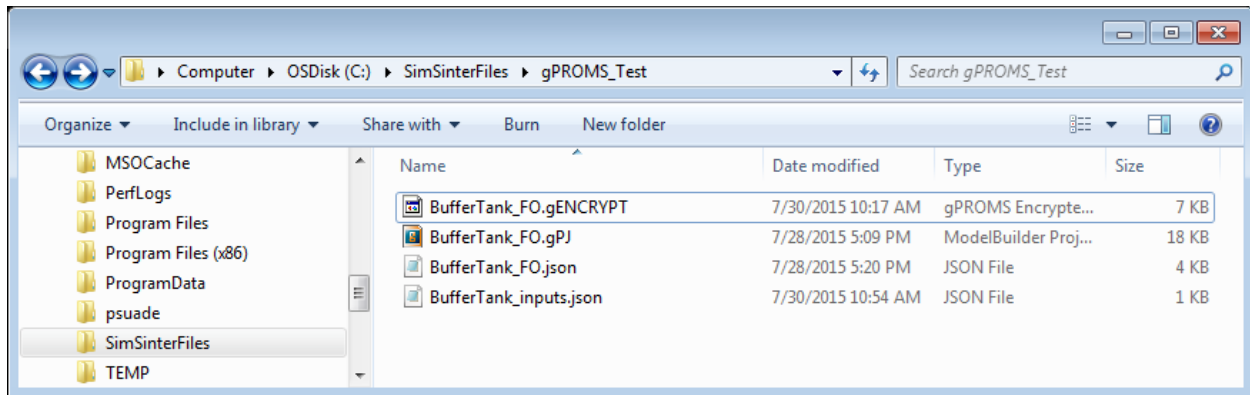 Computer OSDisk (C:) SimSinterFiles gPROMS_Test Search gPROMS_Test
Organize Include in library Share with Burn New folder
MSOCache
PerfLogs
Program Files
Program Files (x86)
ProgramData
psuade
SimSinterFiles
TEMP
Name Date modified Type Size
BufferTank_FO.gENCRYPT 7/30/2015 10:17 AM gPROMS Encrypte... 7 KB
BufferTank_FO.gPJ 7/28/2015 5:09 PM ModelBuilder Proj... 18 KB
BufferTank_FO.json 7/28/2015 5:20 PM JSON File 4 KB
BufferTank_inputs.json 7/30/2015 10:54 AM JSON File 1 KB